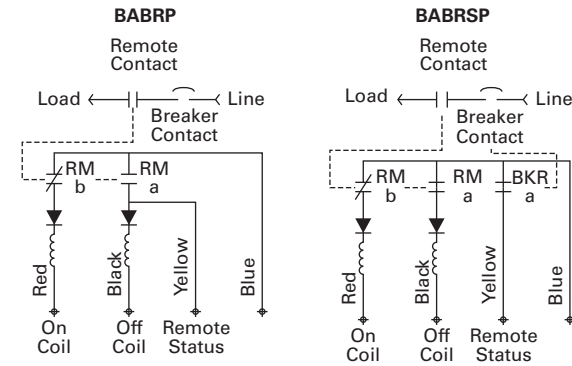 BABRP
Remote
Contact
Load
Line
Breaker
Contact
RM
b
RM
a
Red
Black
Yellow
Blue
On
Coil
Off
Coil
Remote
Status
BABRSP
Remote
Contact
Load
Line
Breaker
Contact
RM
b
RM
a
BKR
a
Red
Black
Yellow
Blue
On
Coil
Off
Coil
Remote
Status